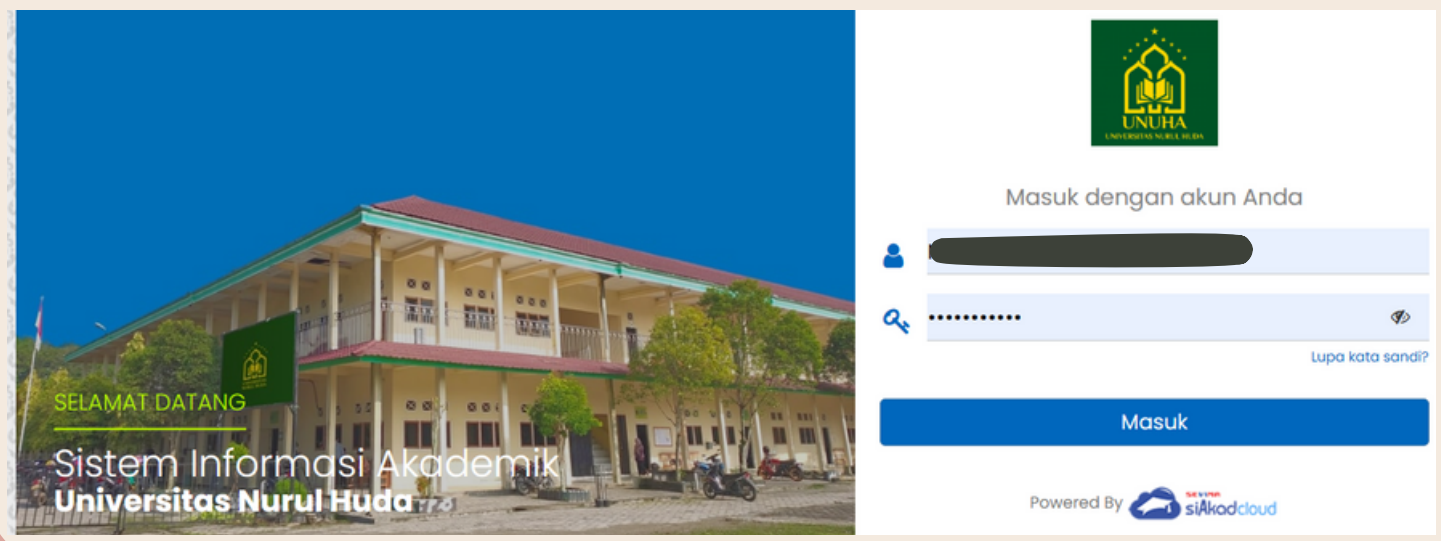 SELAMAT DATANG
Sistem Informasi Akademik
Universitas Nurul Huda
UNUHA
UNIVERSITAS NURUL HUDA
Masuk dengan akun Anda
•••••••••••
Lupa kata sandi?
Masuk
Powered By SEVIMA siAkadcloud